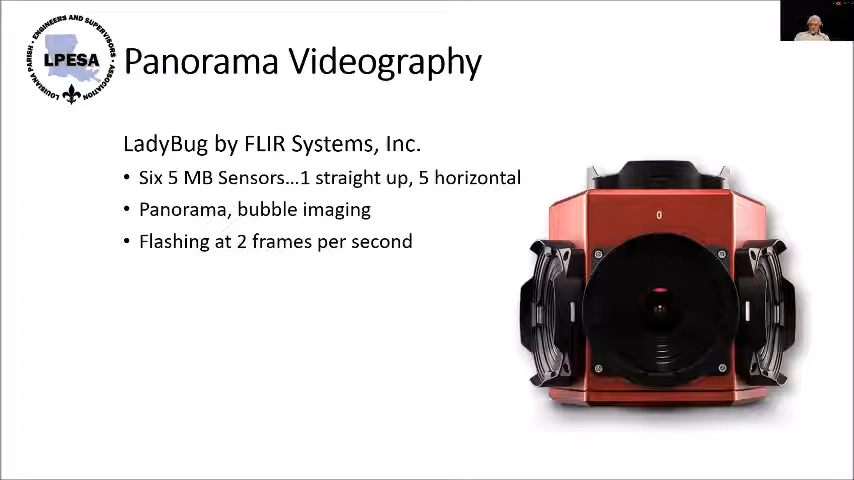 LOUISIANA PARISH • ENGINEERS AND SUPERVISORS • ASSOCIATION
LPESA
Panorama Videography
LadyBug by FLIR Systems, Inc.
• Six 5 MB Sensors...1 straight up, 5 horizontal
• Panorama, bubble imaging
• Flashing at 2 frames per second
0